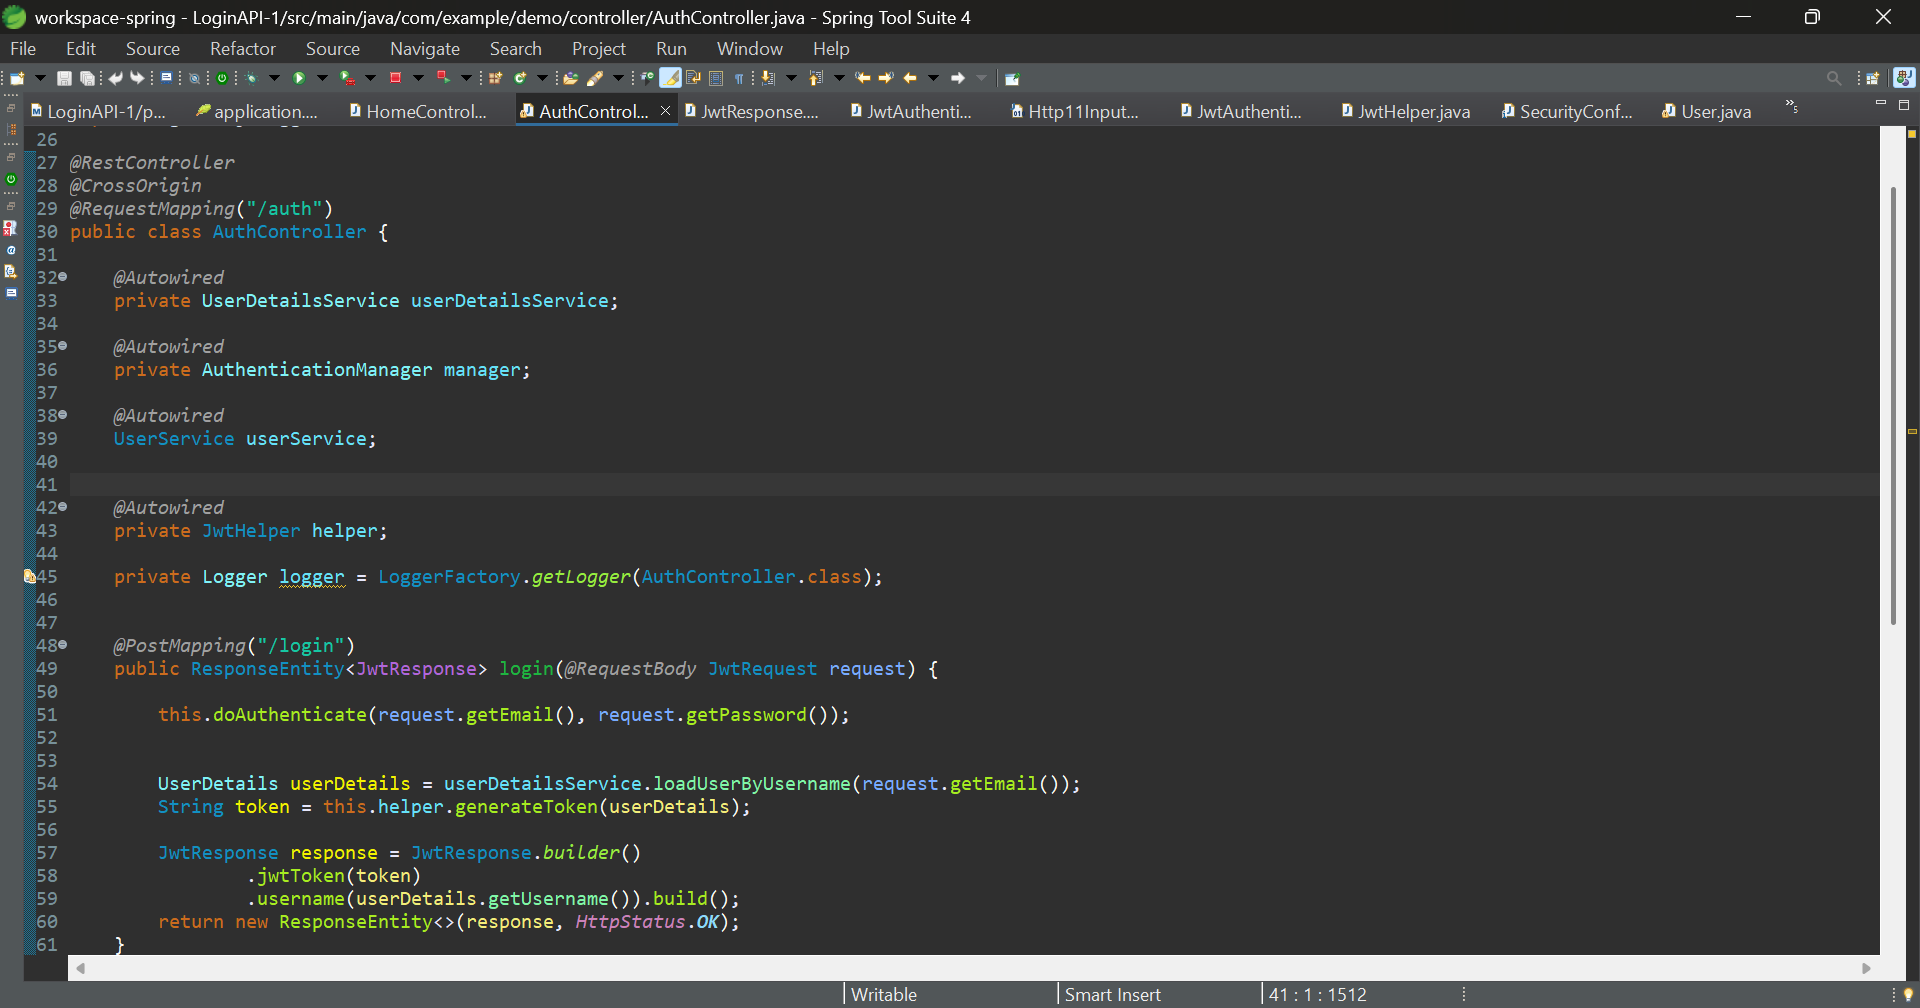 workspace-spring - LoginAPI-1/src/main/java/com/example/demo/controller/AuthController.java - Spring Tool Suite 4
File Edit Source Refactor Source Navigate Search Project Run Window Help
LoginAPI-1/p... application.... HomeControl... AuthControl... JwtResponse.... JwtAuthenti... Http11Input... JwtAuthenti... JwtHelper.java SecurityConf... User.java »5
26
27 @RestController
28 @CrossOrigin
29 @RequestMapping("/auth")
30 public class AuthController {
31
32 @Autowired
33 private UserDetailsService userDetailsService;
34
35 @Autowired
36 private AuthenticationManager manager;
37
38 @Autowired
39 UserService userService;
40
41
42 @Autowired
43 private JwtHelper helper;
44
45 private Logger logger = LoggerFactory.getLogger(AuthController.class);
46
47
48 @PostMapping("/login")
49 public ResponseEntity<JwtResponse> login(@RequestBody JwtRequest request) {
50
51 this.doAuthenticate(request.getEmail(), request.getPassword());
52
53
54 UserDetails userDetails = userDetailsService.loadUserByUsername(request.getEmail());
55 String token = this.helper.generateToken(userDetails);
56
57 JwtResponse response = JwtResponse.builder()
58 .jwtToken(token)
59 .username(userDetails.getUsername()).build();
60 return new ResponseEntity<>(response, HttpStatus.OK);
61 }
Writable Smart Insert 41 : 1 : 1512